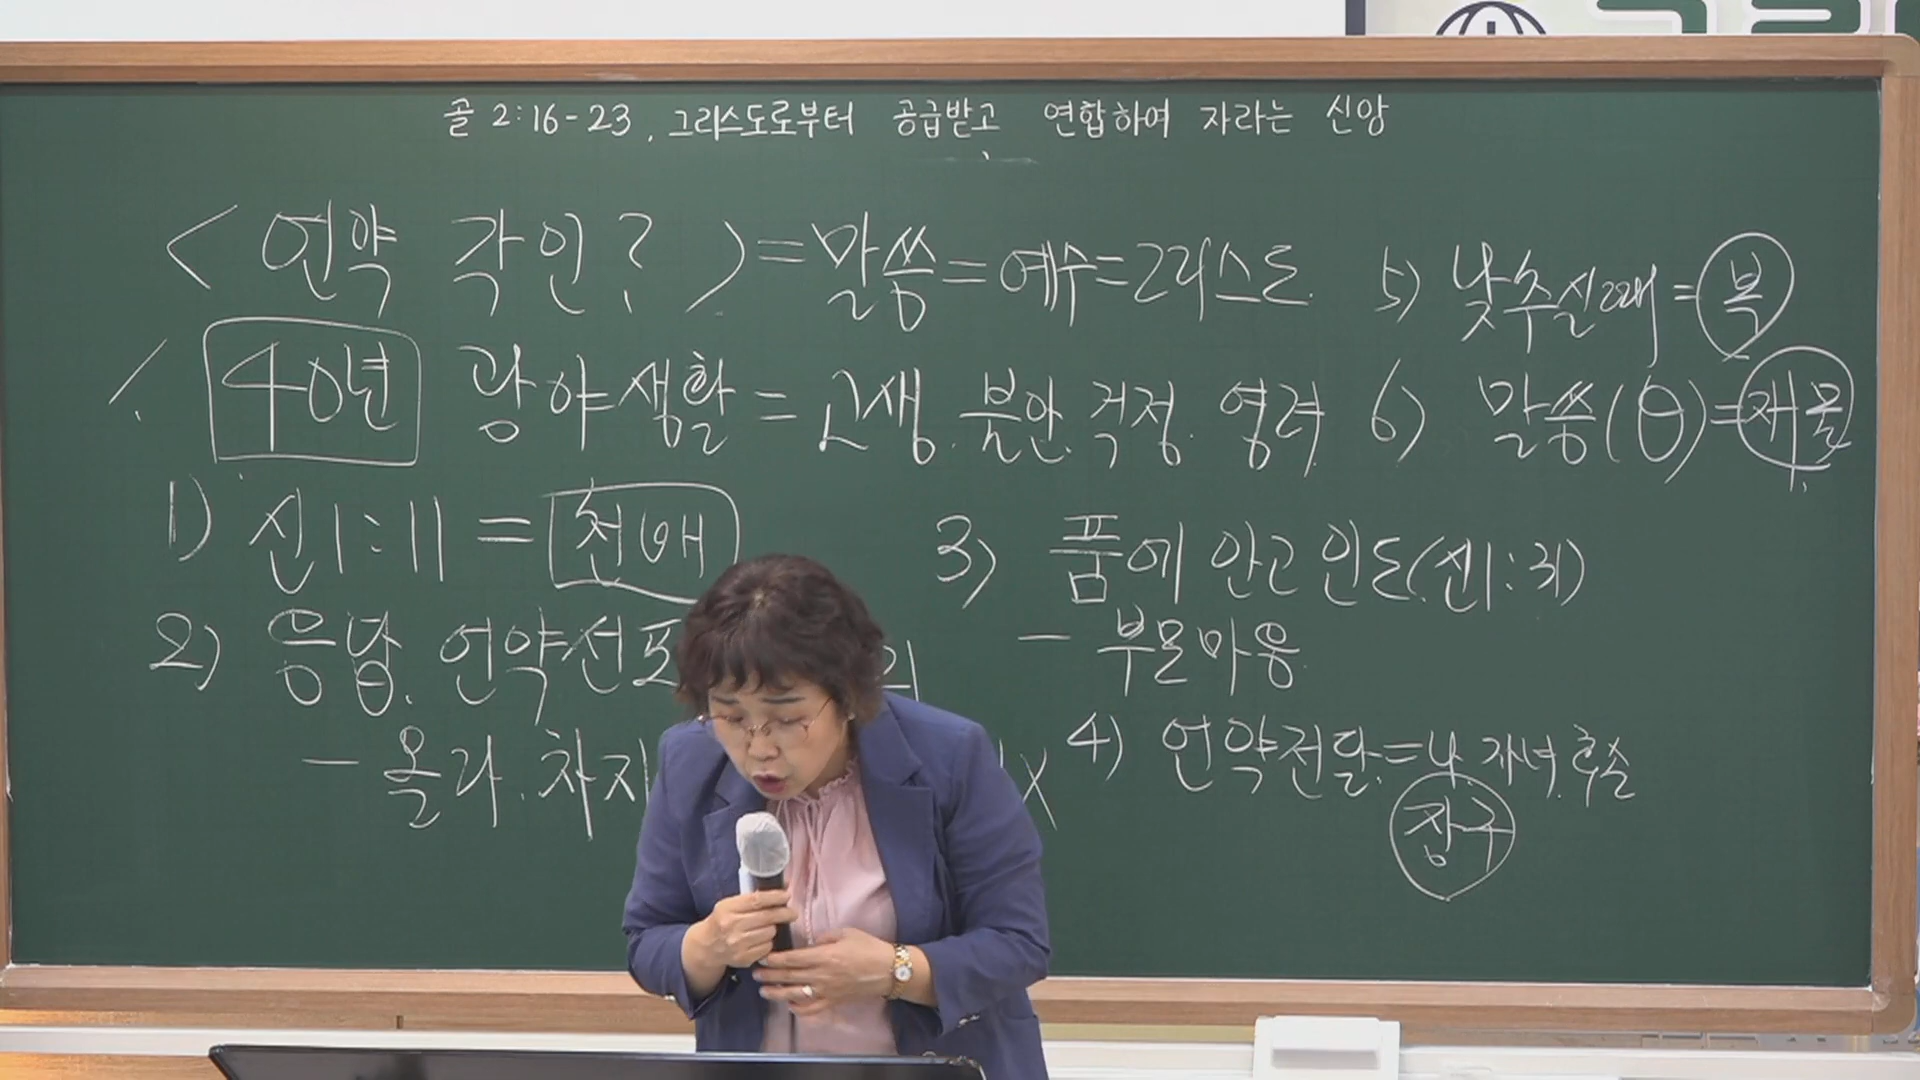 골 2:16-23, 그리스도로부터 공급받고 연합하여 자라는 신앙
<언약 각인? >=말씀=예수=그리스도
40년 광야생활=고생.불안.걱정.염려
1) 신1:11=천배
2) 응답.언약선포
-올라.차지
3) 품에 안고 인도(신1:31)
-부모마음
4) 언약전달=나.자녀.후손
장구
5) 낮추실때=복
6) 말씀(θ)=재물